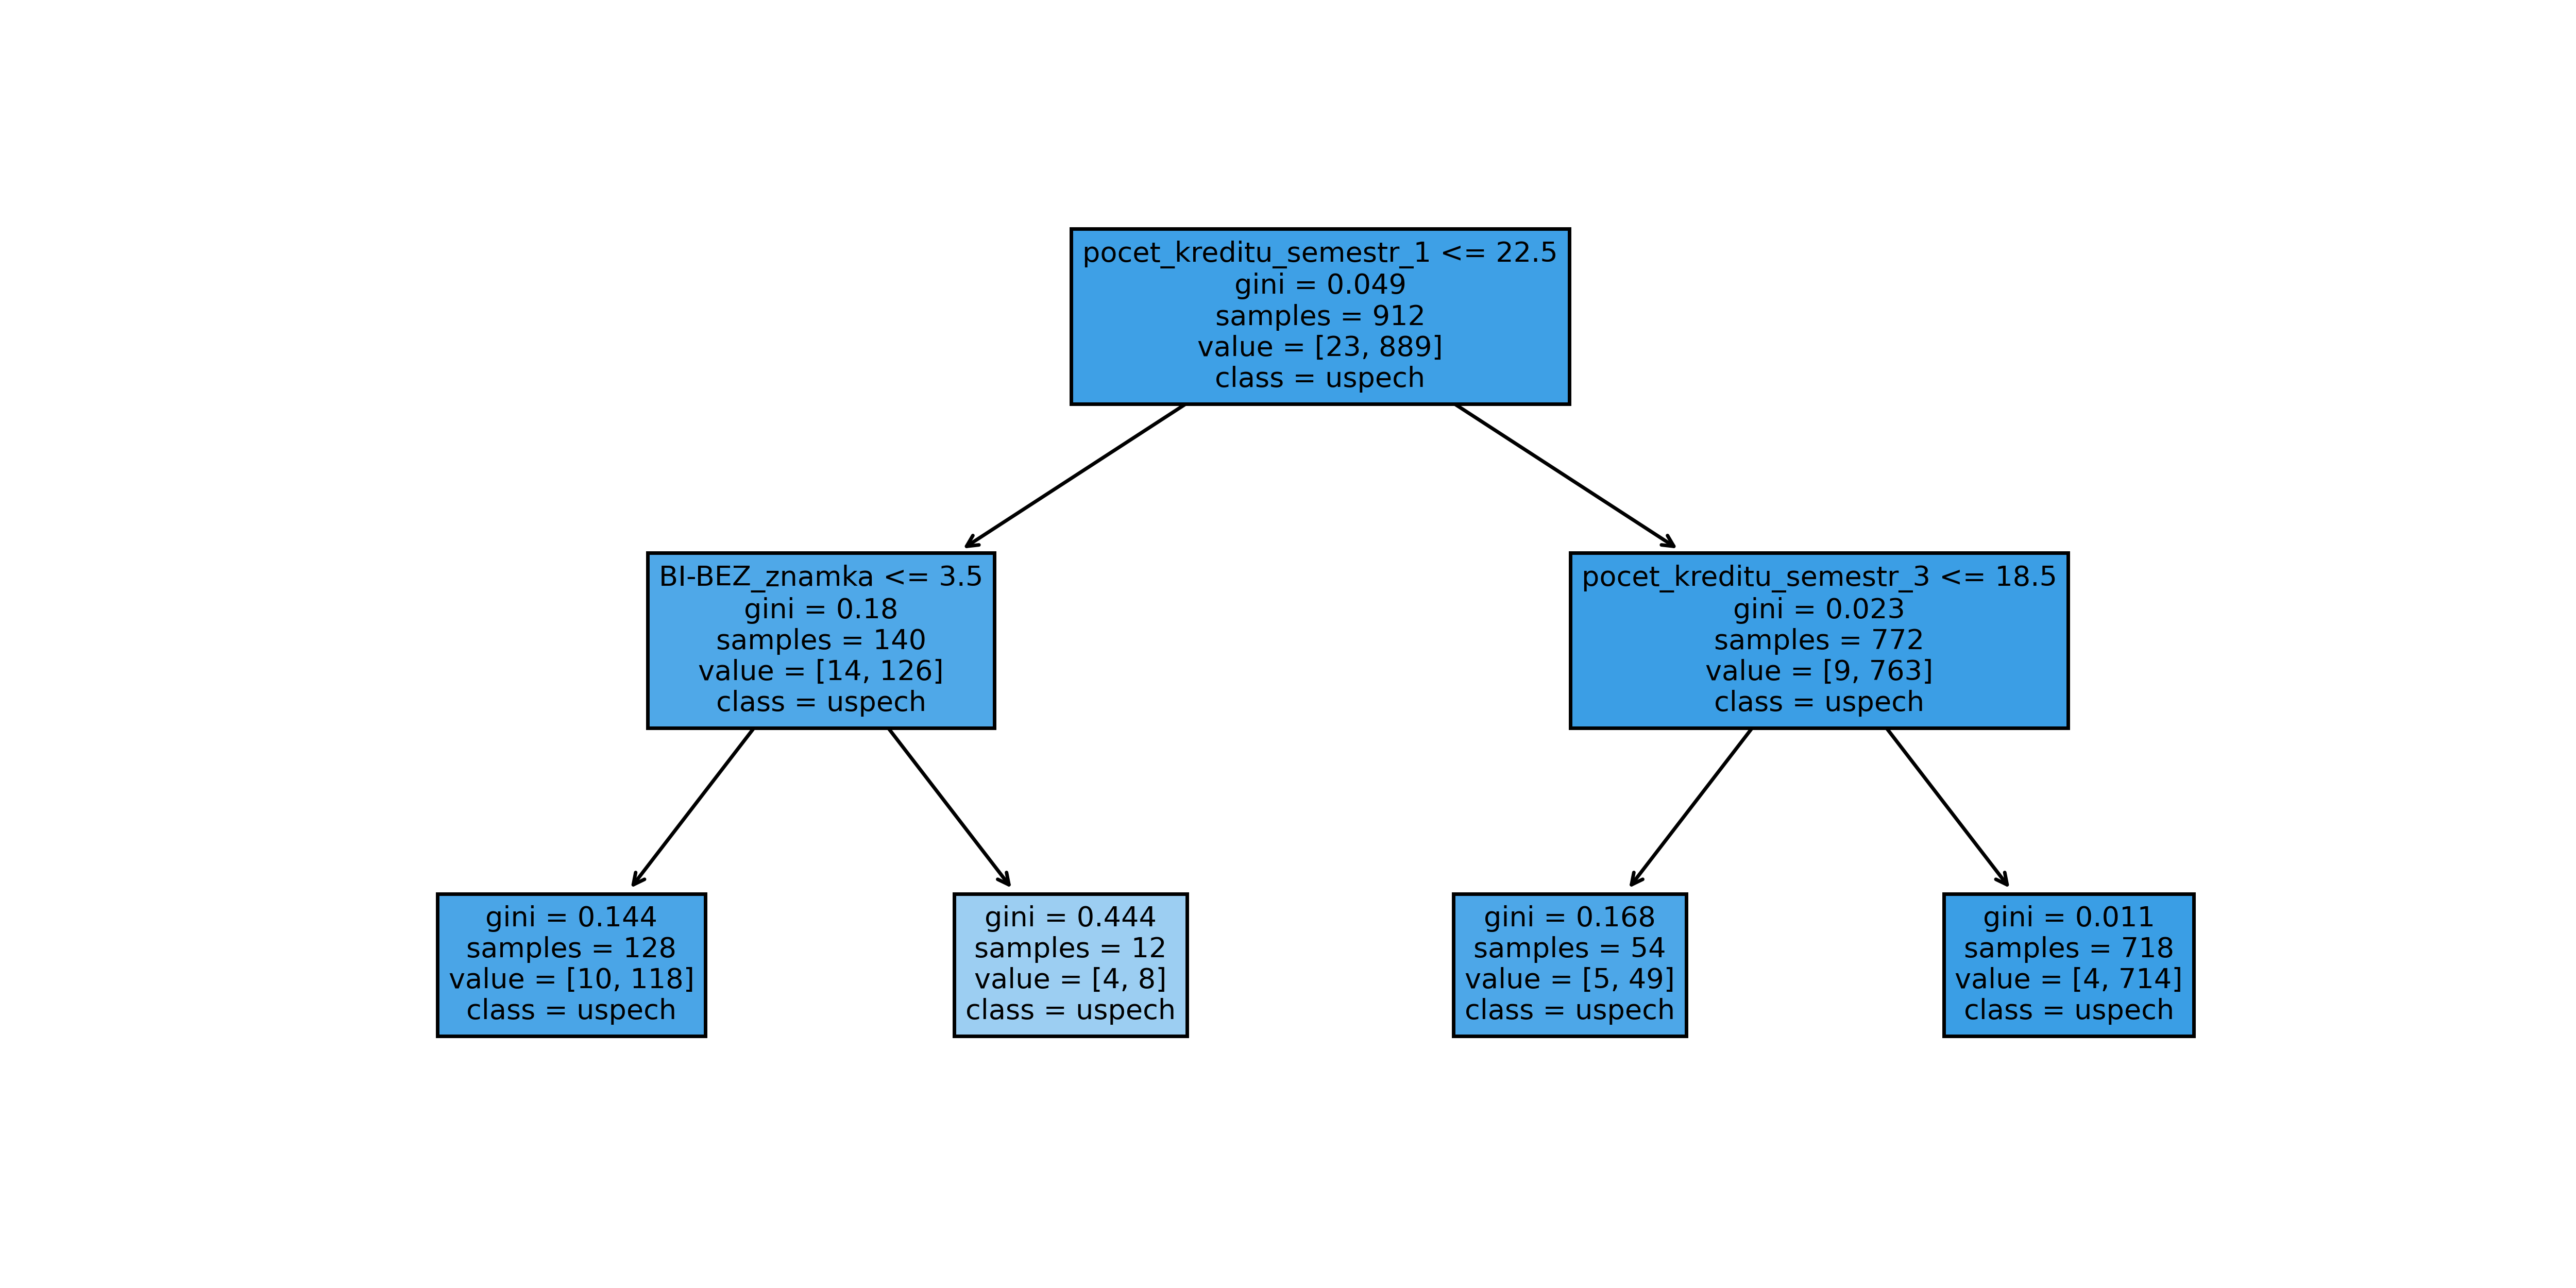 pocet_kreditu_semestr_1 <= 22.5
gini = 0.049
samples = 912
value = [23, 889]
class = uspech
BI-BEZ_znamka <= 3.5
gini = 0.18
samples = 140
value = [14, 126]
class = uspech
pocet_kreditu_semestr_3 <= 18.5
gini = 0.023
samples = 772
value = [9, 763]
class = uspech
gini = 0.144
samples = 128
value = [10, 118]
class = uspech
gini = 0.444
samples = 12
value = [4, 8]
class = uspech
gini = 0.168
samples = 54
value = [5, 49]
class = uspech
gini = 0.011
samples = 718
value = [4, 714]
class = uspech